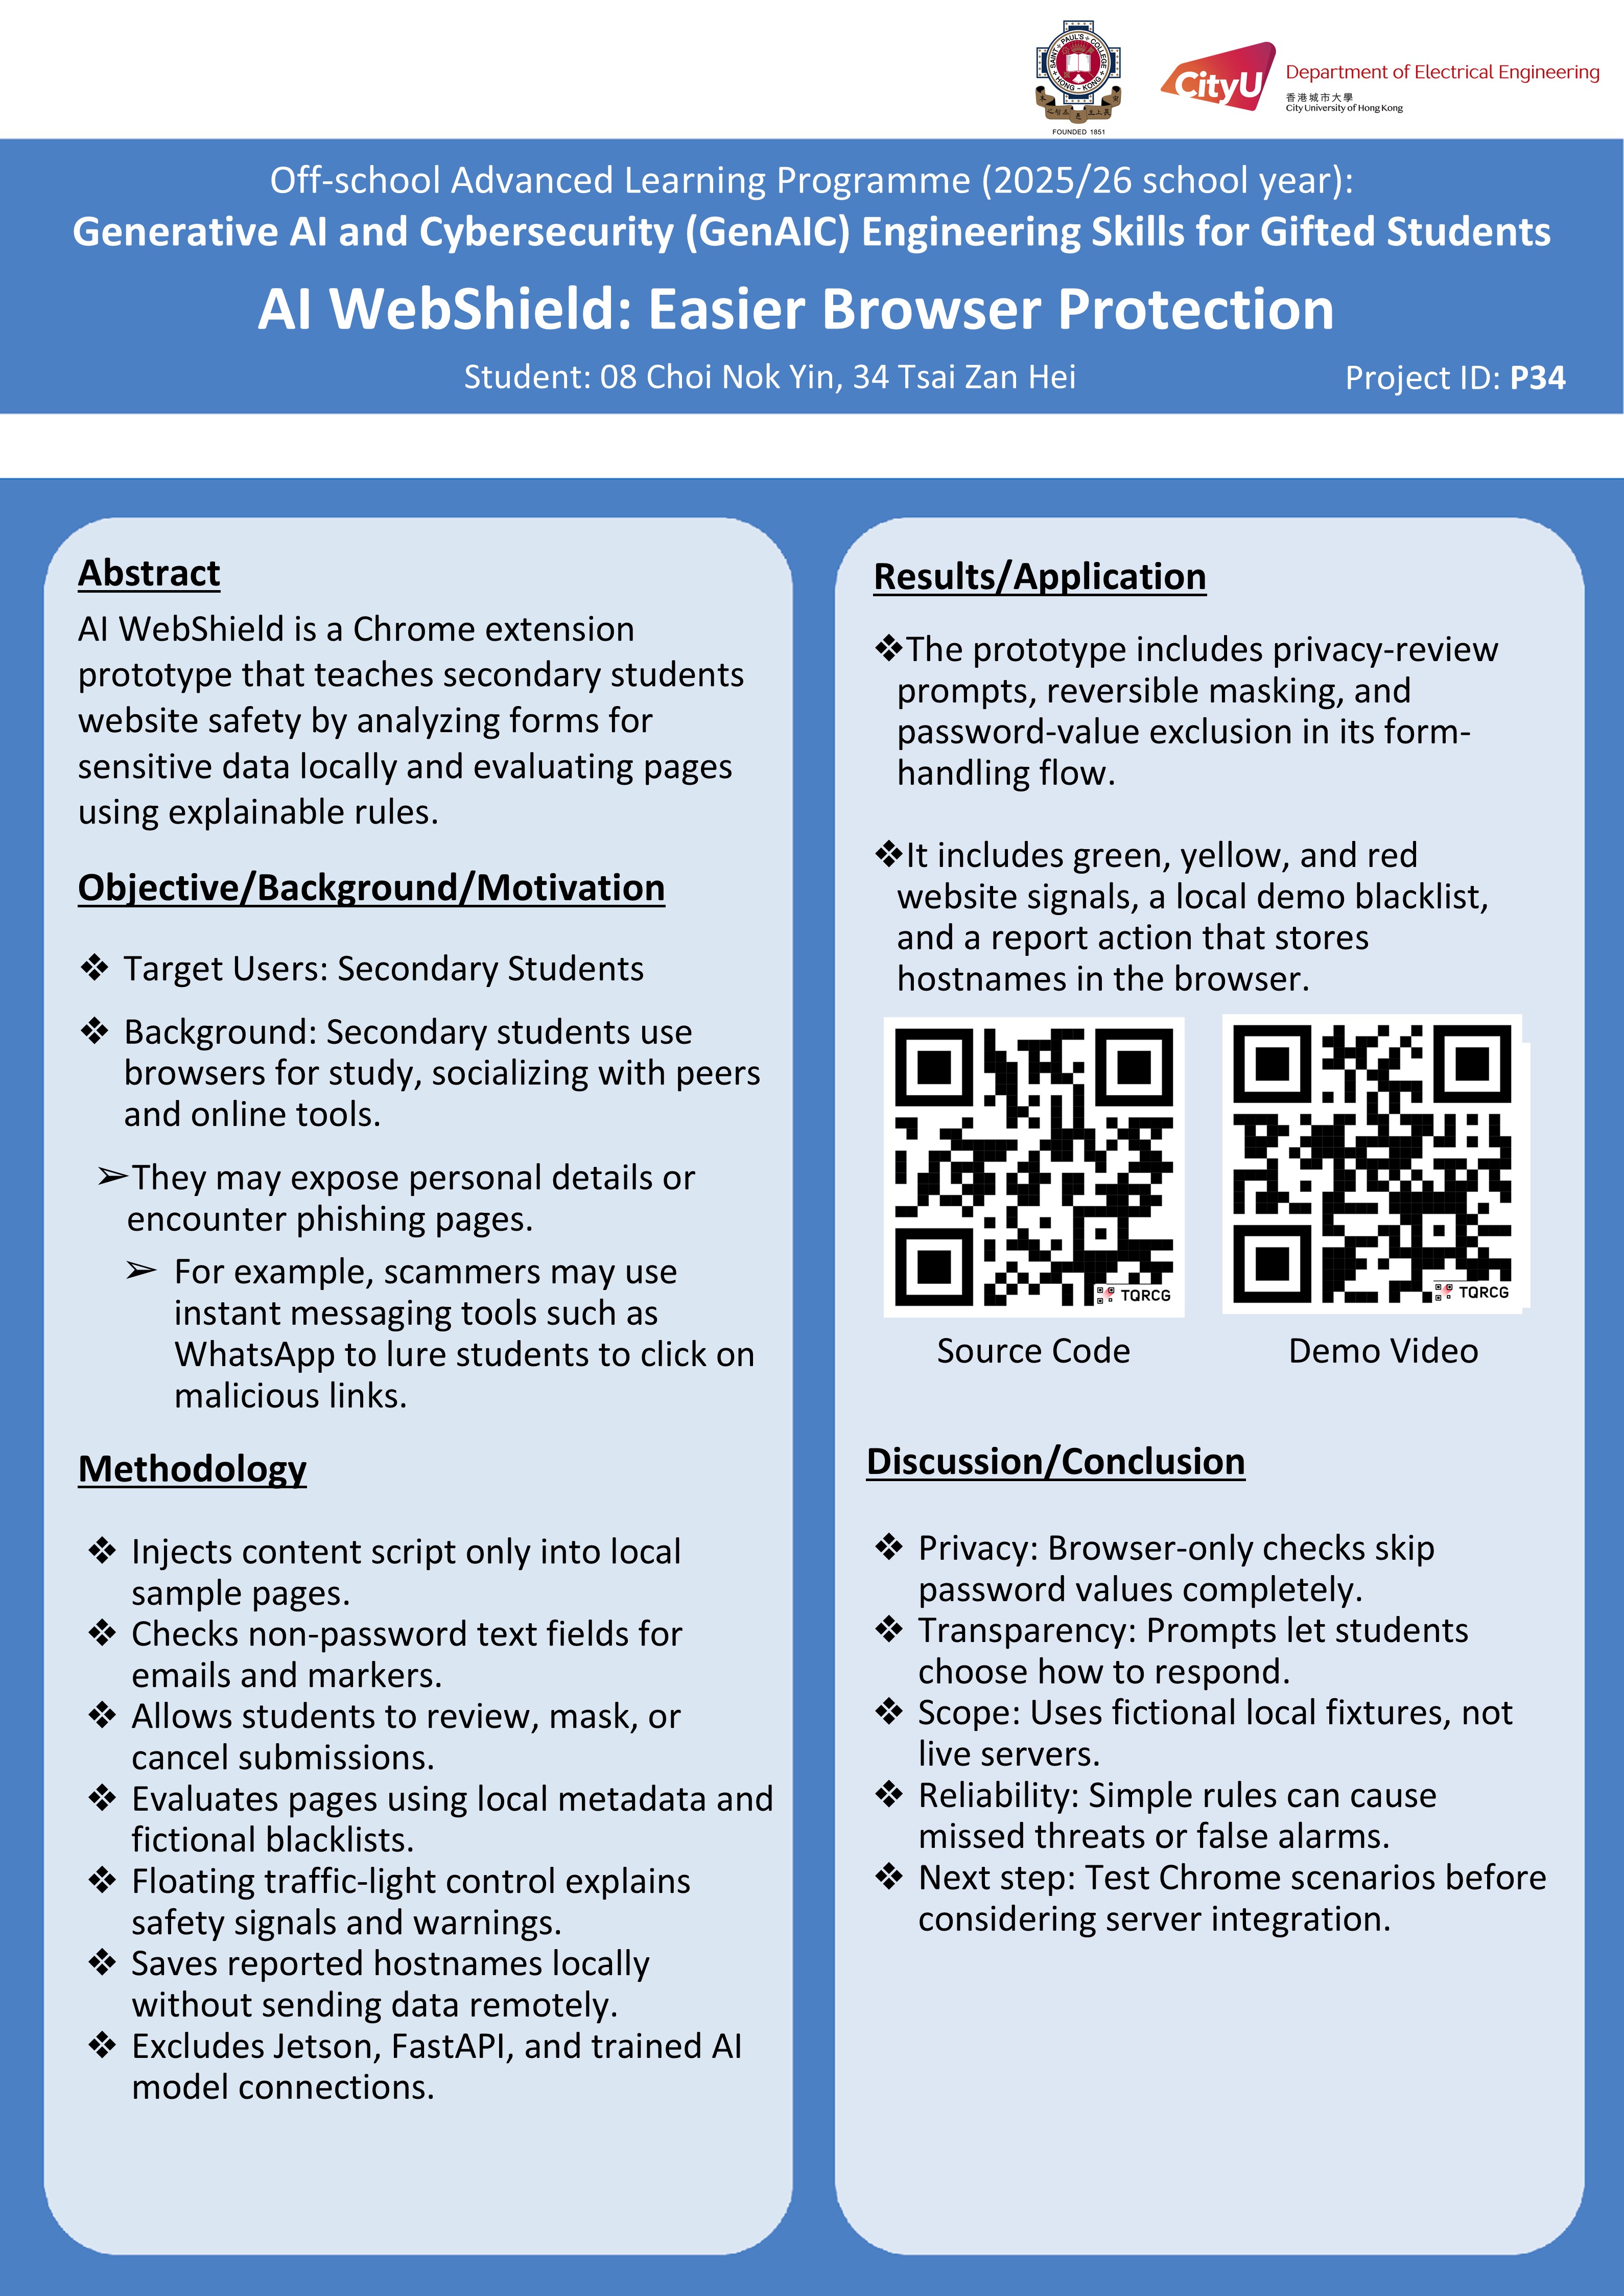 SAINT PAUL'S COLLEGE
HONG - KONG
FOUNDED 1851
CityU
Department of Electrical Engineering
香港城市大學
City University of Hong Kong
Off-school Advanced Learning Programme (2025/26 school year):
Generative AI and Cybersecurity (GenAIC) Engineering Skills for Gifted Students
AI WebShield: Easier Browser Protection
Student: 08 Choi Nok Yin, 34 Tsai Zan Hei
Project ID: P34
Abstract
AI WebShield is a Chrome extension
prototype that teaches secondary students
website safety by analyzing forms for
sensitive data locally and evaluating pages
using explainable rules.
Objective/Background/Motivation
❖ Target Users: Secondary Students
❖ Background: Secondary students use
browsers for study, socializing with peers
and online tools.
➢They may expose personal details or
encounter phishing pages.
➢ For example, scammers may use
instant messaging tools such as
WhatsApp to lure students to click on
malicious links.
Methodology
❖ Injects content script only into local
sample pages.
❖ Checks non-password text fields for
emails and markers.
❖ Allows students to review, mask, or
cancel submissions.
❖ Evaluates pages using local metadata and
fictional blacklists.
❖ Floating traffic-light control explains
safety signals and warnings.
❖ Saves reported hostnames locally
without sending data remotely.
❖ Excludes Jetson, FastAPI, and trained AI
model connections.
Results/Application
❖The prototype includes privacy-review
prompts, reversible masking, and
password-value exclusion in its form-
handling flow.
❖It includes green, yellow, and red
website signals, a local demo blacklist,
and a report action that stores
hostnames in the browser.
TQRCG
TQRCG
Source Code
Demo Video
Discussion/Conclusion
❖ Privacy: Browser-only checks skip
password values completely.
❖ Transparency: Prompts let students
choose how to respond.
❖ Scope: Uses fictional local fixtures, not
live servers.
❖ Reliability: Simple rules can cause
missed threats or false alarms.
❖ Next step: Test Chrome scenarios before
considering server integration.